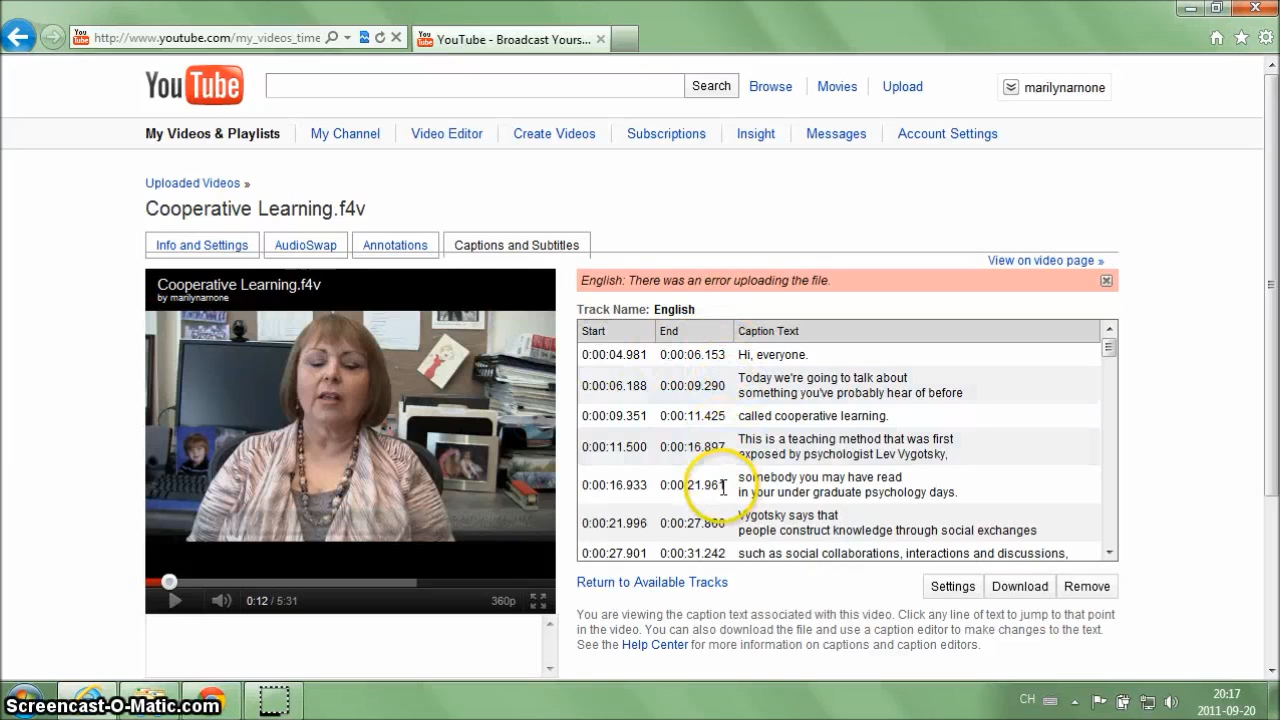 http://www.youtube.com/my_videos_time
YouTube - Broadcast Yours...
YouTube
Search
Browse
Movies
Upload
marilynarnone
My Videos & Playlists
My Channel
Video Editor
Create Videos
Subscriptions
Insight
Messages
Account Settings
Uploaded Videos »
Cooperative Learning.f4v
Info and Settings
AudioSwap
Annotations
Captions and Subtitles
View on video page »
Cooperative Learning.f4v
by marilynarnone
0:12 / 5:31
360p
English: There was an error uploading the file.
Track Name: English
Start End Caption Text
0:00:04.981 0:00:06.153 Hi, everyone.
0:00:06.188 0:00:09.290 Today we're going to talk about
something you've probably hear of before
0:00:09.351 0:00:11.425 called cooperative learning.
0:00:11.500 0:00:16.897 This is a teaching method that was first
exposed by psychologist Lev Vygotsky,
0:00:16.933 0:00:21.961 somebody you may have read
in your under graduate psychology days.
0:00:21.996 0:00:27.866 Vygotsky says that
people construct knowledge through social exchanges
0:00:27.901 0:00:31.242 such as social collaborations, interactions and discussions,
Return to Available Tracks
Settings
Download
Remove
You are viewing the caption text associated with this video. Click any line of text to jump to that point
in the video. You can also download the file and use a caption editor to make changes to the text.
See the Help Center for more information on captions and caption editors.
Screencast-O-Matic.com
CH
20:17
2011-09-20